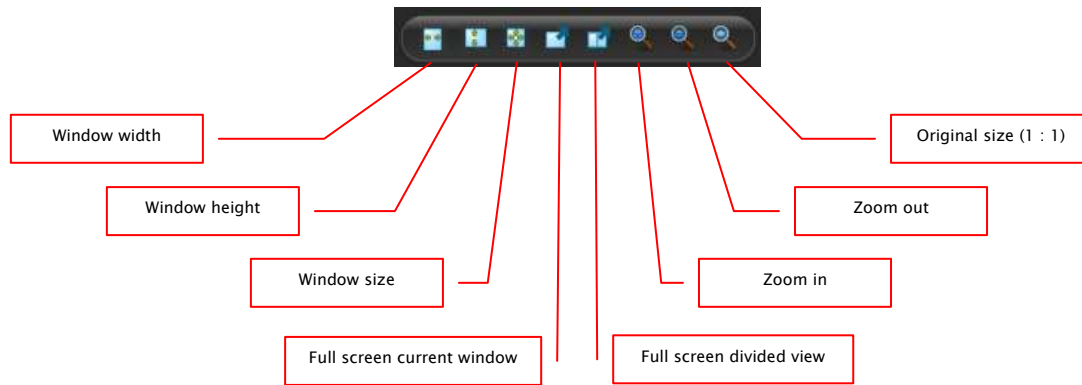 Window width
Original size (1 : 1)
Window height
Zoom out
Window size
Zoom in
Full screen current window
Full screen divided view